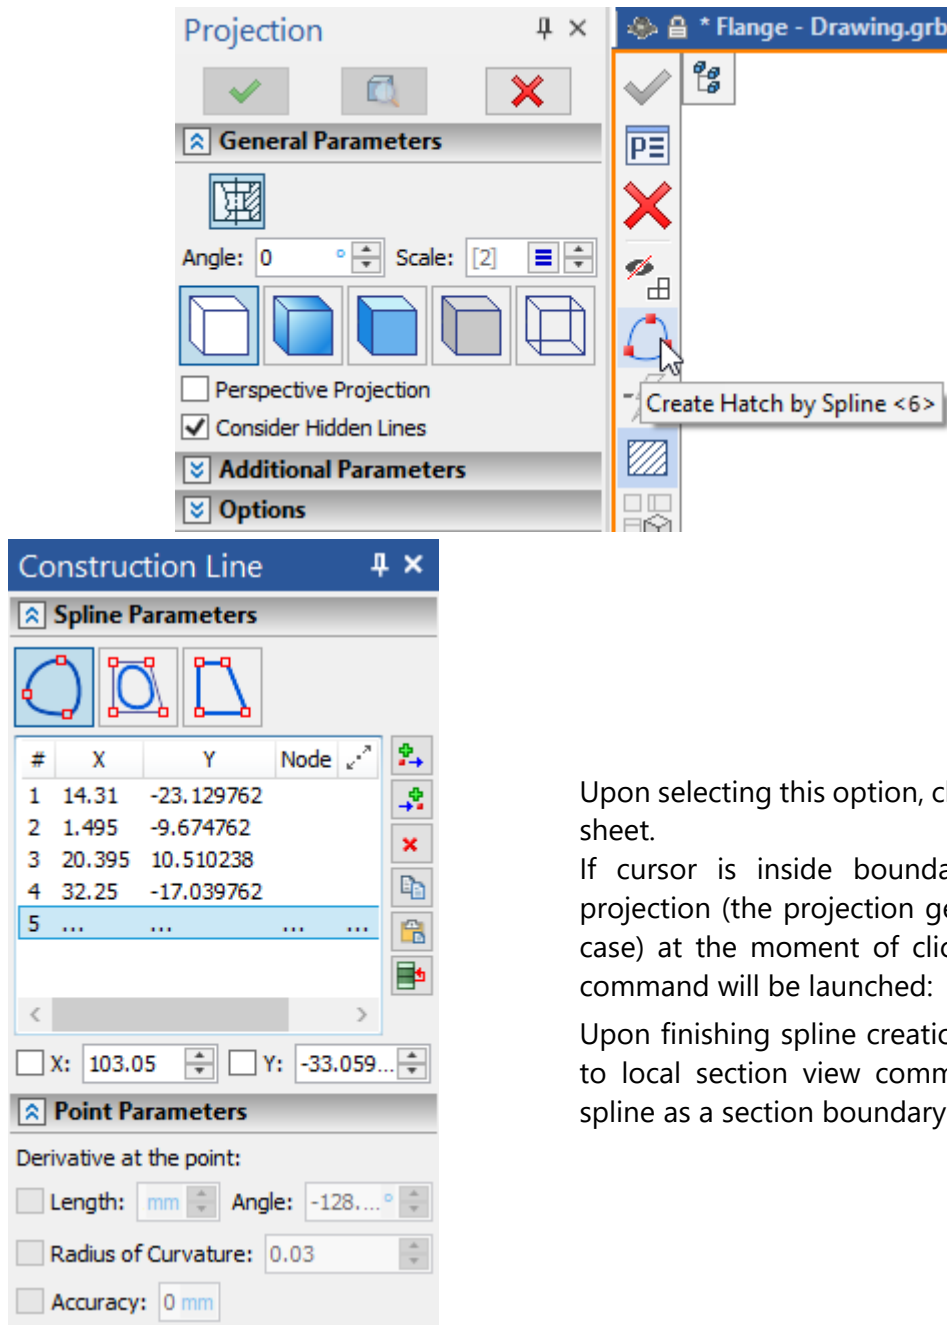 Projection
* Flange - Drawing.grb
General Parameters
Angle: 0 ° Scale: [2]
Perspective Projection
Consider Hidden Lines
Create Hatch by Spline <6>
Additional Parameters
Options
Construction Line
Spline Parameters
# X Y Node
1 14.31 -23.129762
2 1.495 -9.674762
3 20.395 10.510238
4 32.25 -17.039762
5 ... ... ... ...
X: 103.05 Y: -33.059...
Point Parameters
Derivative at the point:
Length: mm Angle: -128.... °
Radius of Curvature: 0.03
Accuracy: 0 mm
Upon selecting this option, cl
sheet.
If cursor is inside bounda
projection (the projection ge
case) at the moment of clic
command will be launched:
Upon finishing spline creatio
to local section view comm
spline as a section boundary